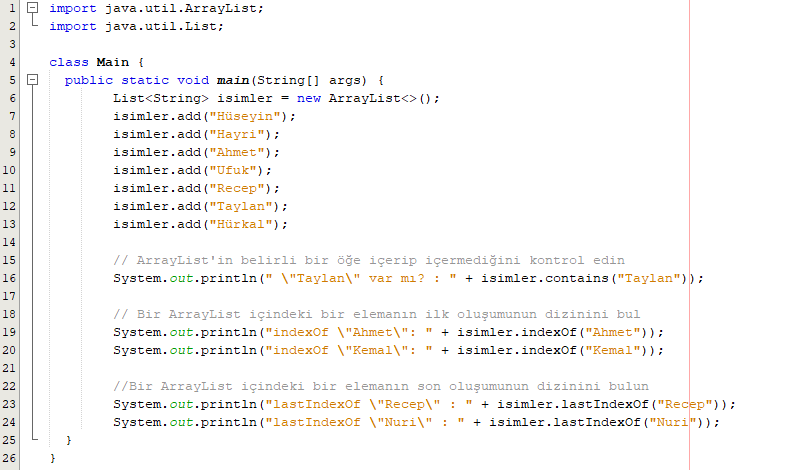 1 import java.util.ArrayList;
2 import java.util.List;
3
4 class Main {
5 public static void main(String[] args) {
6 List<String> isimler = new ArrayList<>();
7 isimler.add("Hüseyin");
8 isimler.add("Hayri");
9 isimler.add("Ahmet");
10 isimler.add("Ufuk");
11 isimler.add("Recep");
12 isimler.add("Taylan");
13 isimler.add("Hürkal");
14
15 // ArrayList'in belirli bir öğe içerip içermediğini kontrol edin
16 System.out.println(" \"Taylan\" var mı? : " + isimler.contains("Taylan"));
17
18 // Bir ArrayList içindeki bir elemanın ilk oluşumunun dizinini bul
19 System.out.println("indexOf \"Ahmet\": " + isimler.indexOf("Ahmet"));
20 System.out.println("indexOf \"Kemal\": " + isimler.indexOf("Kemal"));
21
22 //Bir ArrayList içindeki bir elemanın son oluşumunun dizinini bulun
23 System.out.println("lastIndexOf \"Recep\" : " + isimler.lastIndexOf("Recep"));
24 System.out.println("lastIndexOf \"Nuri\" : " + isimler.lastIndexOf("Nuri"));
25 }
26 }